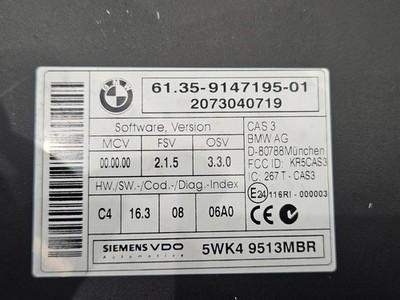 BMW
61.35-9147195-01
2073040719
Software, Version
MCV FSV OSV
00.00.00 2.1.5 3.3.0
HW./SW.-/Cod.-/Diag.-Index
C4 16.3 08 06A0
CAS 3
BMW AG
D-80788München
FCC ID: KR5CAS3
IC: 267 T - CAS3
E24 116RI - 000003
CE
SIEMENS VDO
Automotive
5WK4 9513MBR